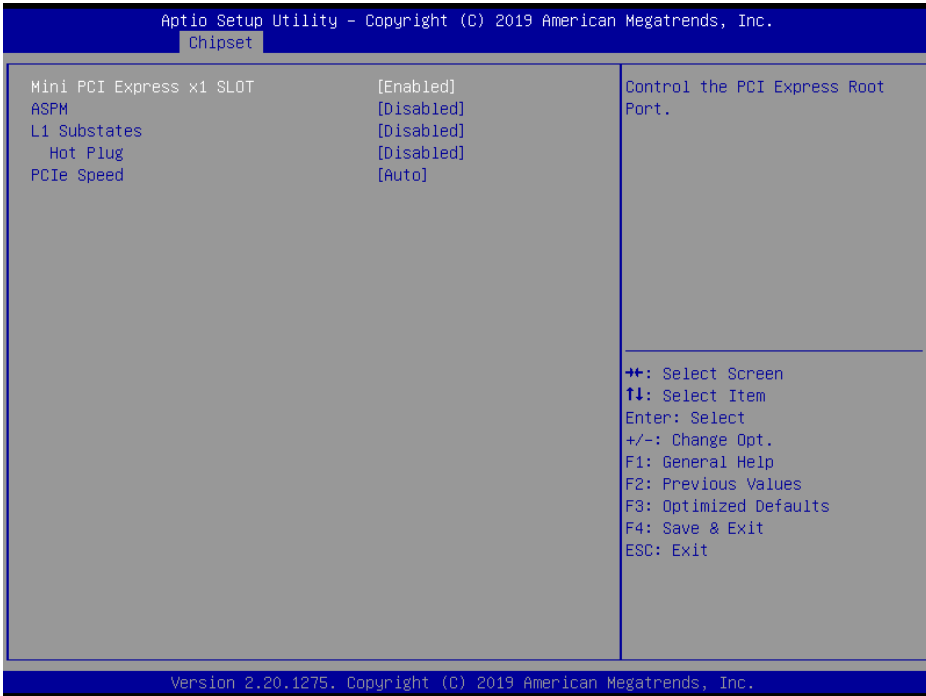 Aptio Setup Utility – Copyright (C) 2019 American Megatrends, Inc.
Chipset
Mini PCI Express x1 SLOT [Enabled]
ASPM [Disabled]
L1 Substates [Disabled]
Hot Plug [Disabled]
PCIe Speed [Auto]
Control the PCI Express Root
Port.
→←: Select Screen
↑↓: Select Item
Enter: Select
+/-: Change Opt.
F1: General Help
F2: Previous Values
F3: Optimized Defaults
F4: Save & Exit
ESC: Exit
Version 2.20.1275. Copyright (C) 2019 American Megatrends, Inc.